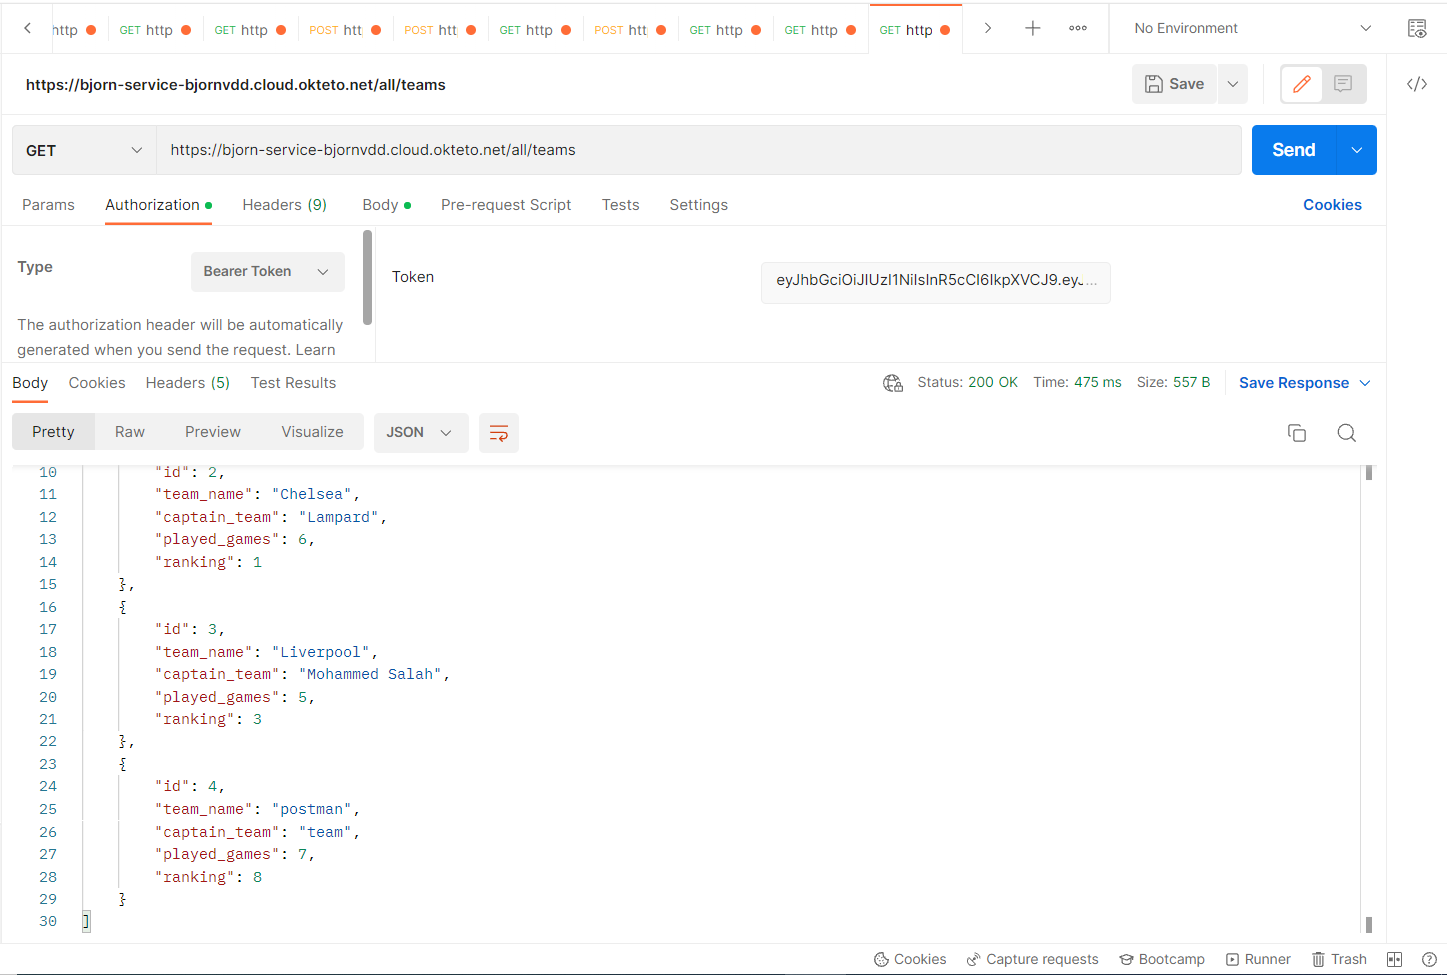 http GET http GET http POST htt POST htt GET http POST htt GET http GET http GET http No Environment
https://bjorn-service-bjornvdd.cloud.okteto.net/all/teams Save
GET https://bjorn-service-bjornvdd.cloud.okteto.net/all/teams Send
Params Authorization Headers (9) Body Pre-request Script Tests Settings Cookies
Type Bearer Token Token eyJhbGciOiJIUzI1NiIsInR5cCI6IkpXVCJ9.eyJ...
The authorization header will be automatically
generated when you send the request. Learn
Body Cookies Headers (5) Test Results Status: 200 OK Time: 475 ms Size: 557 B Save Response
Pretty Raw Preview Visualize JSON
10 "id": 2,
11 "team_name": "Chelsea",
12 "captain_team": "Lampard",
13 "played_games": 6,
14 "ranking": 1
15 },
16 {
17 "id": 3,
18 "team_name": "Liverpool",
19 "captain_team": "Mohammed Salah",
20 "played_games": 5,
21 "ranking": 3
22 },
23 {
24 "id": 4,
25 "team_name": "postman",
26 "captain_team": "team",
27 "played_games": 7,
28 "ranking": 8
29 }
30 ]
Cookies Capture requests Bootcamp Runner Trash